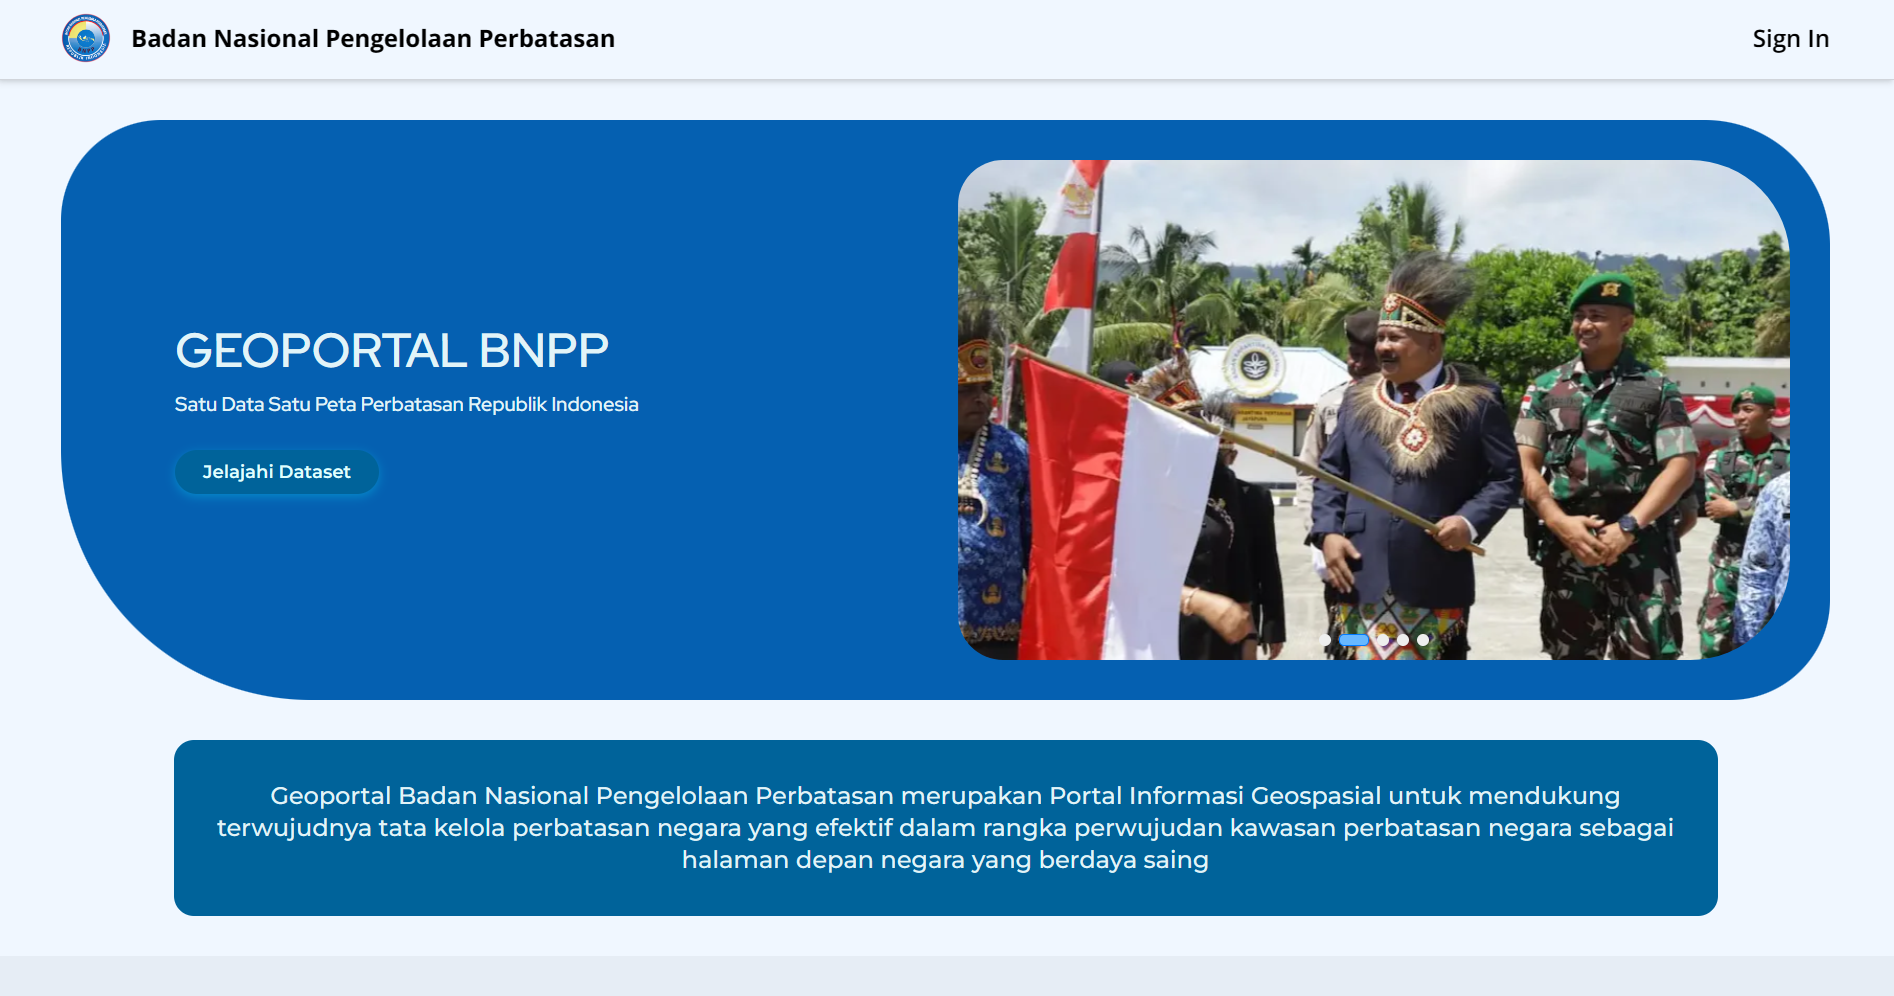 Badan Nasional Pengelolaan Perbatasan
Sign In
GEOPORTAL BNPP
Satu Data Satu Peta Perbatasan Republik Indonesia
Jelajahi Dataset
Geoportal Badan Nasional Pengelolaan Perbatasan merupakan Portal Informasi Geospasial untuk mendukung
terwujudnya tata kelola perbatasan negara yang efektif dalam rangka perwujudan kawasan perbatasan negara sebagai
halaman depan negara yang berdaya saing